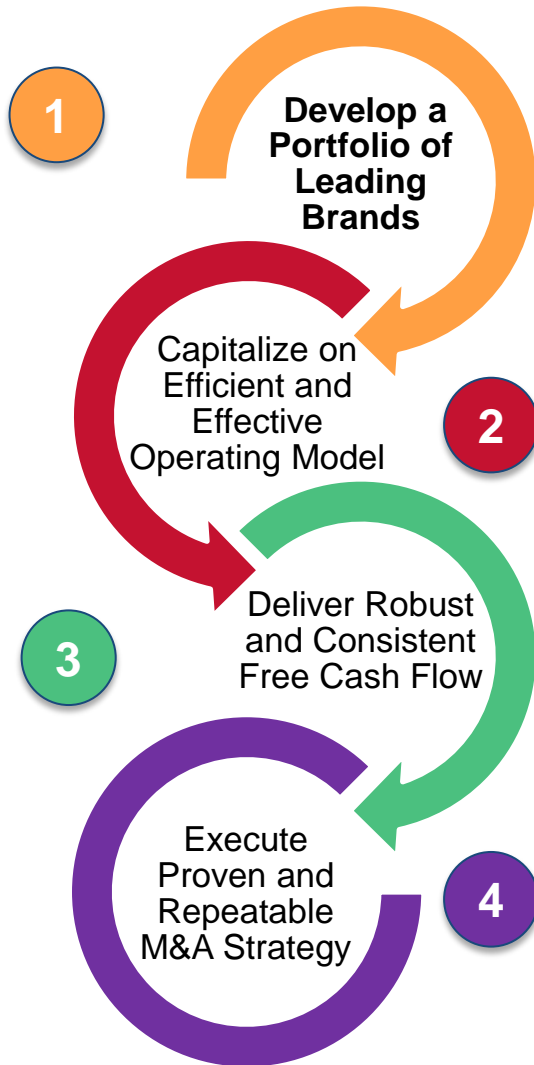 1
Develop a
Portfolio of
Leading
Brands
Capitalize on
Efficient and
Effective
Operating Model
2
3
Deliver Robust
and Consistent
Free Cash Flow
Execute
Proven and
Repeatable
M&A Strategy
4